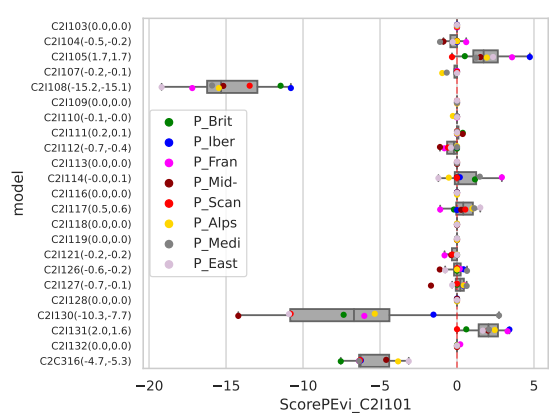 C2I103(0.0,0.0)
C2I104(-0.5,-0.2)
C2I105(1.7,1.7)
C2I107(-0.2,-0.1)
C2I108(-15.2,-15.1)
C2I109(0.0,0.0)
C2I110(-0.1,-0.0)
C2I111(0.2,0.1)
C2I112(-0.7,-0.4)
C2I113(0.0,0.0)
C2I114(-0.0,0.1)
C2I116(0.0,0.0)
C2I117(0.5,0.6)
C2I118(0.0,0.0)
C2I119(0.0,0.0)
C2I121(-0.2,-0.2)
C2I126(-0.6,-0.2)
C2I127(-0.7,-0.1)
C2I128(0.0,0.0)
C2I130(-10.3,-7.7)
C2I131(2.0,1.6)
C2I132(0.0,0.0)
C2C316(-4.7,-5.3)
model
P_Brit
P_Iber
P_Fran
P_Mid-
P_Scan
P_Alps
P_Medi
P_East
−20 −15 −10 −5 0 5
ScorePEvi_C2I101